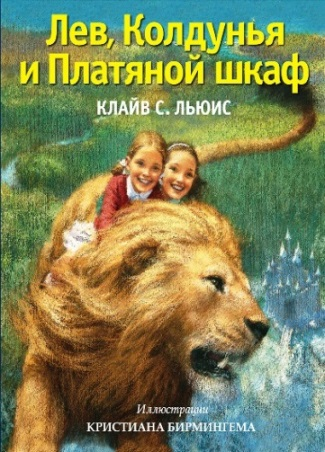 Лев, Колдунья
и Платяной шкаф
КЛАЙВ С. ЛЬЮИС
Иллюстрации
КРИСТИАНА БИРМИНГЕМА